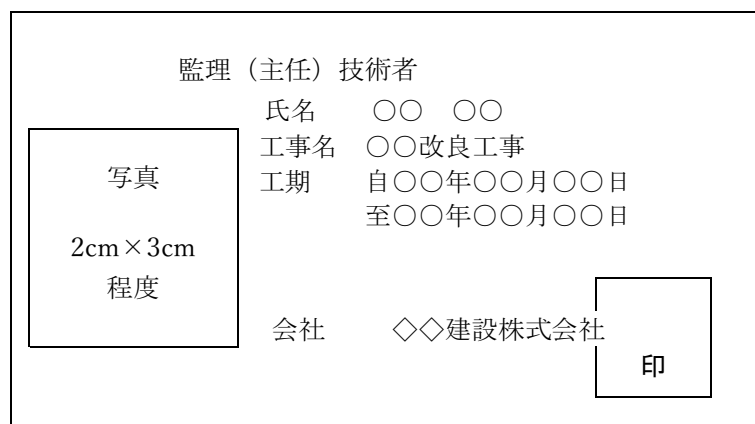 監理（主任）技術者
氏名　○○　○○
工事名　○○改良工事
工期　自○○年○○月○○日
至○○年○○月○○日
写真
2cm×3cm
程度
会社　◇◇建設株式会社
印